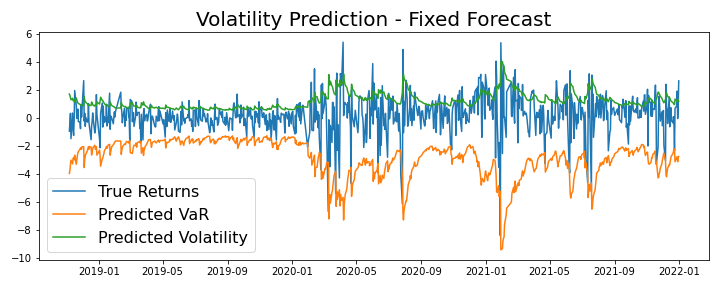 Volatility Prediction - Fixed Forecast
6
4
2
0
−2
−4
−6
−8
−10
True Returns
Predicted VaR
Predicted Volatility
2019-01 2019-05 2019-09 2020-01 2020-05 2020-09 2021-01 2021-05 2021-09 2022-01